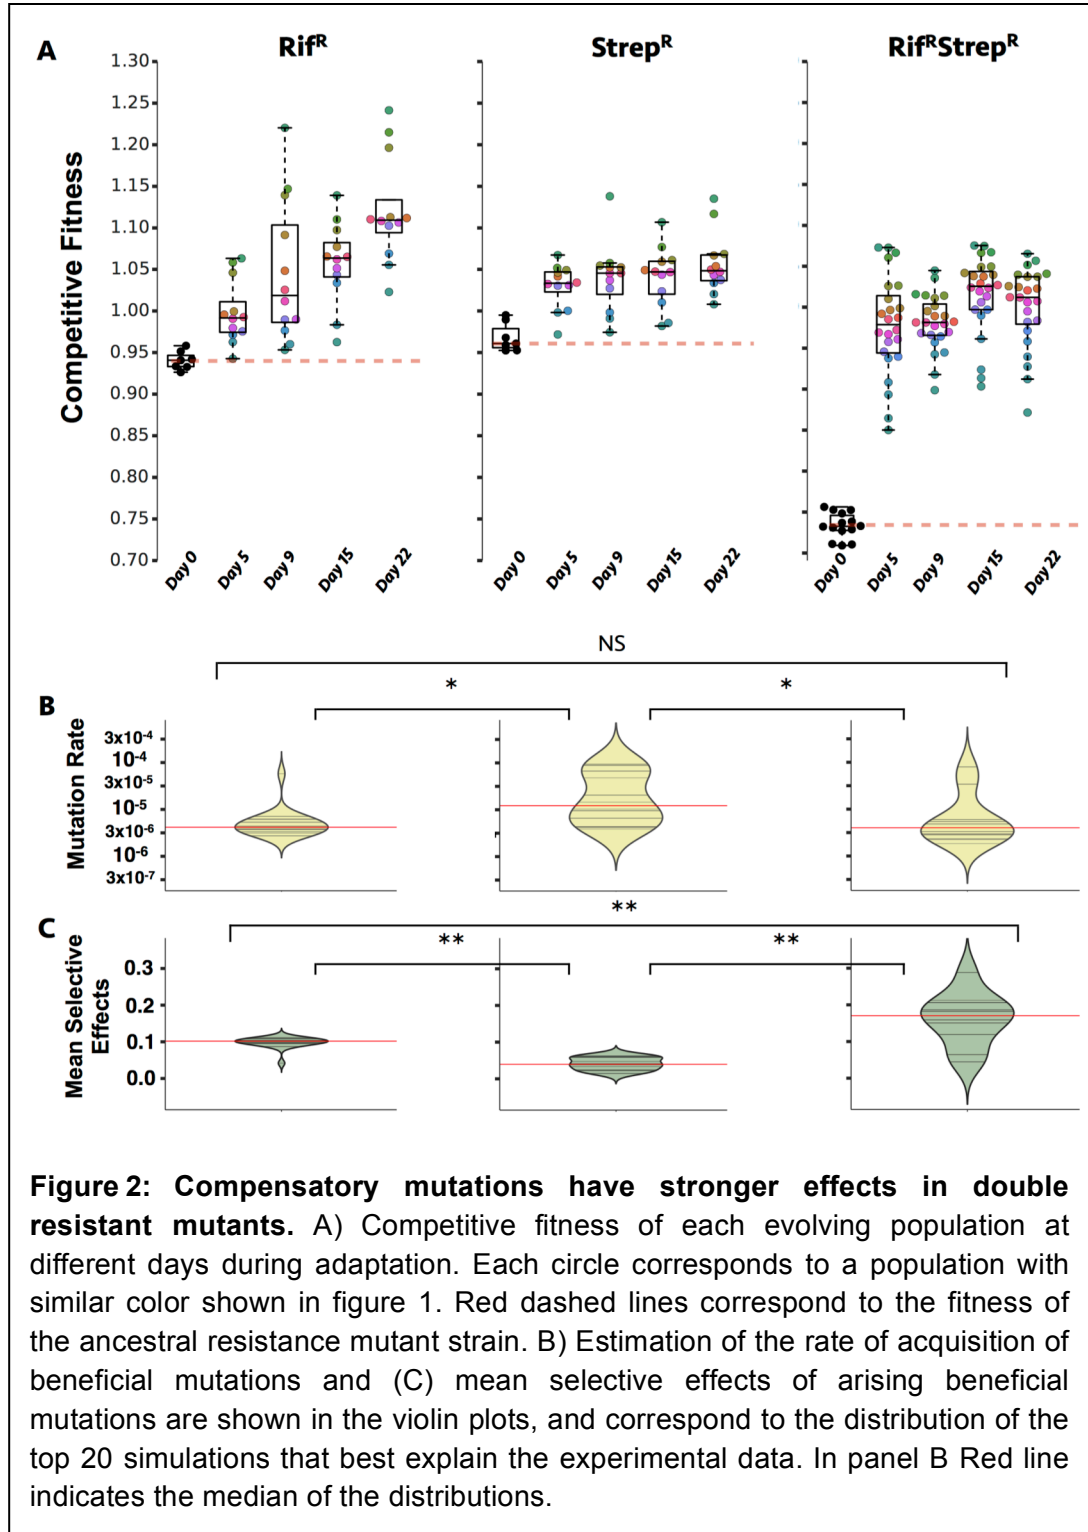 A
Rif^R
Strep^R
Rif^R Strep^R
Competitive Fitness
1.30
1.25
1.20
1.15
1.10
1.05
1.00
0.95
0.90
0.85
0.80
0.75
0.70
Day 0
Day 5
Day 9
Day 15
Day 22
Day 0
Day 5
Day 9
Day 15
Day 22
Day 0
Day 5
Day 9
Day 15
Day 22
NS
*
*
B
Mutation Rate
3x10^-4
10^-4
3x10^-5
10^-5
3x10^-6
10^-6
3x10^-7
**
C
**
**
Mean Selective
Effects
0.3
0.2
0.1
0.0
Figure 2: Compensatory mutations have stronger effects in double
resistant mutants. A) Competitive fitness of each evolving population at
different days during adaptation. Each circle corresponds to a population with
similar color shown in figure 1. Red dashed lines correspond to the fitness of
the ancestral resistance mutant strain. B) Estimation of the rate of acquisition of
beneficial mutations and (C) mean selective effects of arising beneficial
mutations are shown in the violin plots, and correspond to the distribution of the
top 20 simulations that best explain the experimental data. In panel B Red line
indicates the median of the distributions.